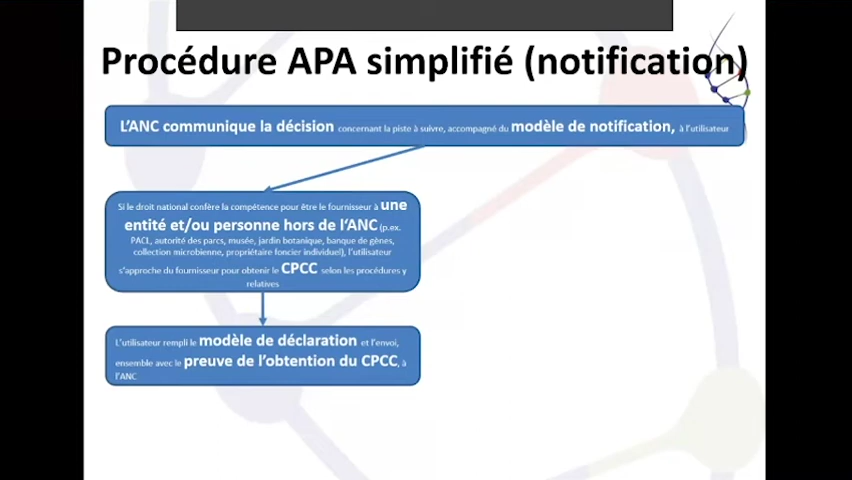 Procédure APA simplifié (notification)
L'ANC communique la décision concernant la piste à suivre, accompagné du modèle de notification, à l'utilisateur
Si le droit national confère la compétence pour être le fournisseur à une
entité et/ou personne hors de l'ANC (p.ex.
PACL, autorité des parcs, musée, jardin botanique, banque de gènes,
collection microbienne, propriétaire foncier individuel), l'utilisateur
s'approche du fournisseur pour obtenir le CPCC selon les procédures y
relatives
L'utilisateur rempli le modèle de déclaration et l'envoi,
ensemble avec le preuve de l'obtention du CPCC, à
l'ANC